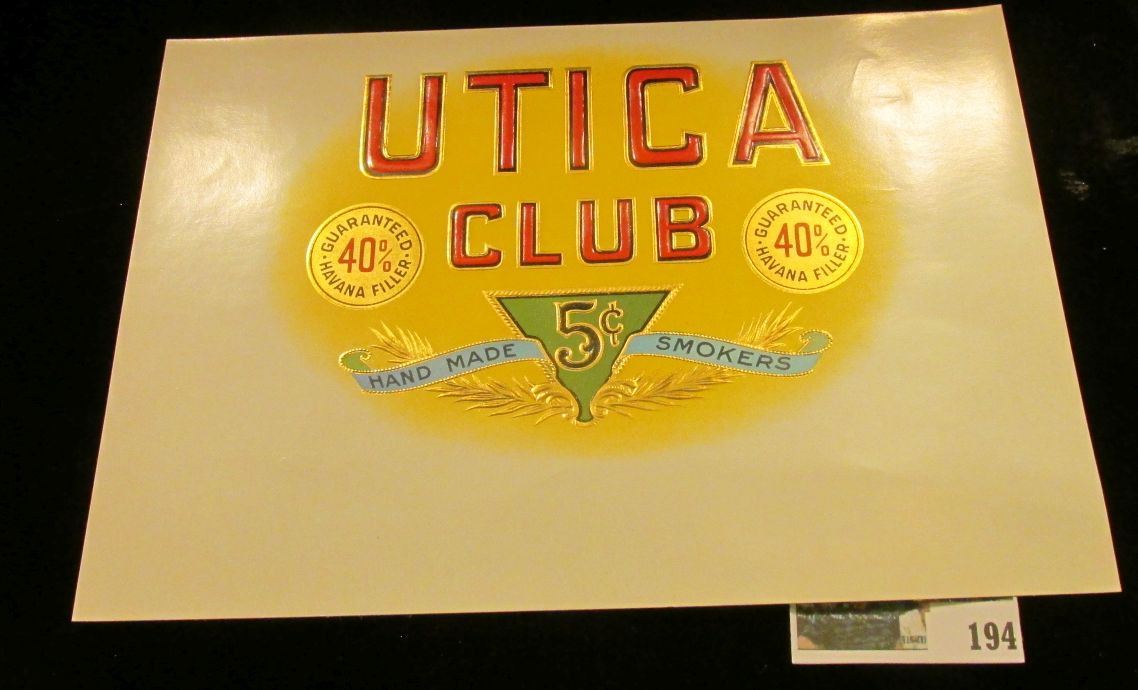 UTICA
CLUB
GUARANTEED
40%
HAVANA FILLER
GUARANTEED
40%
HAVANA FILLER
5¢
HAND MADE SMOKERS
194